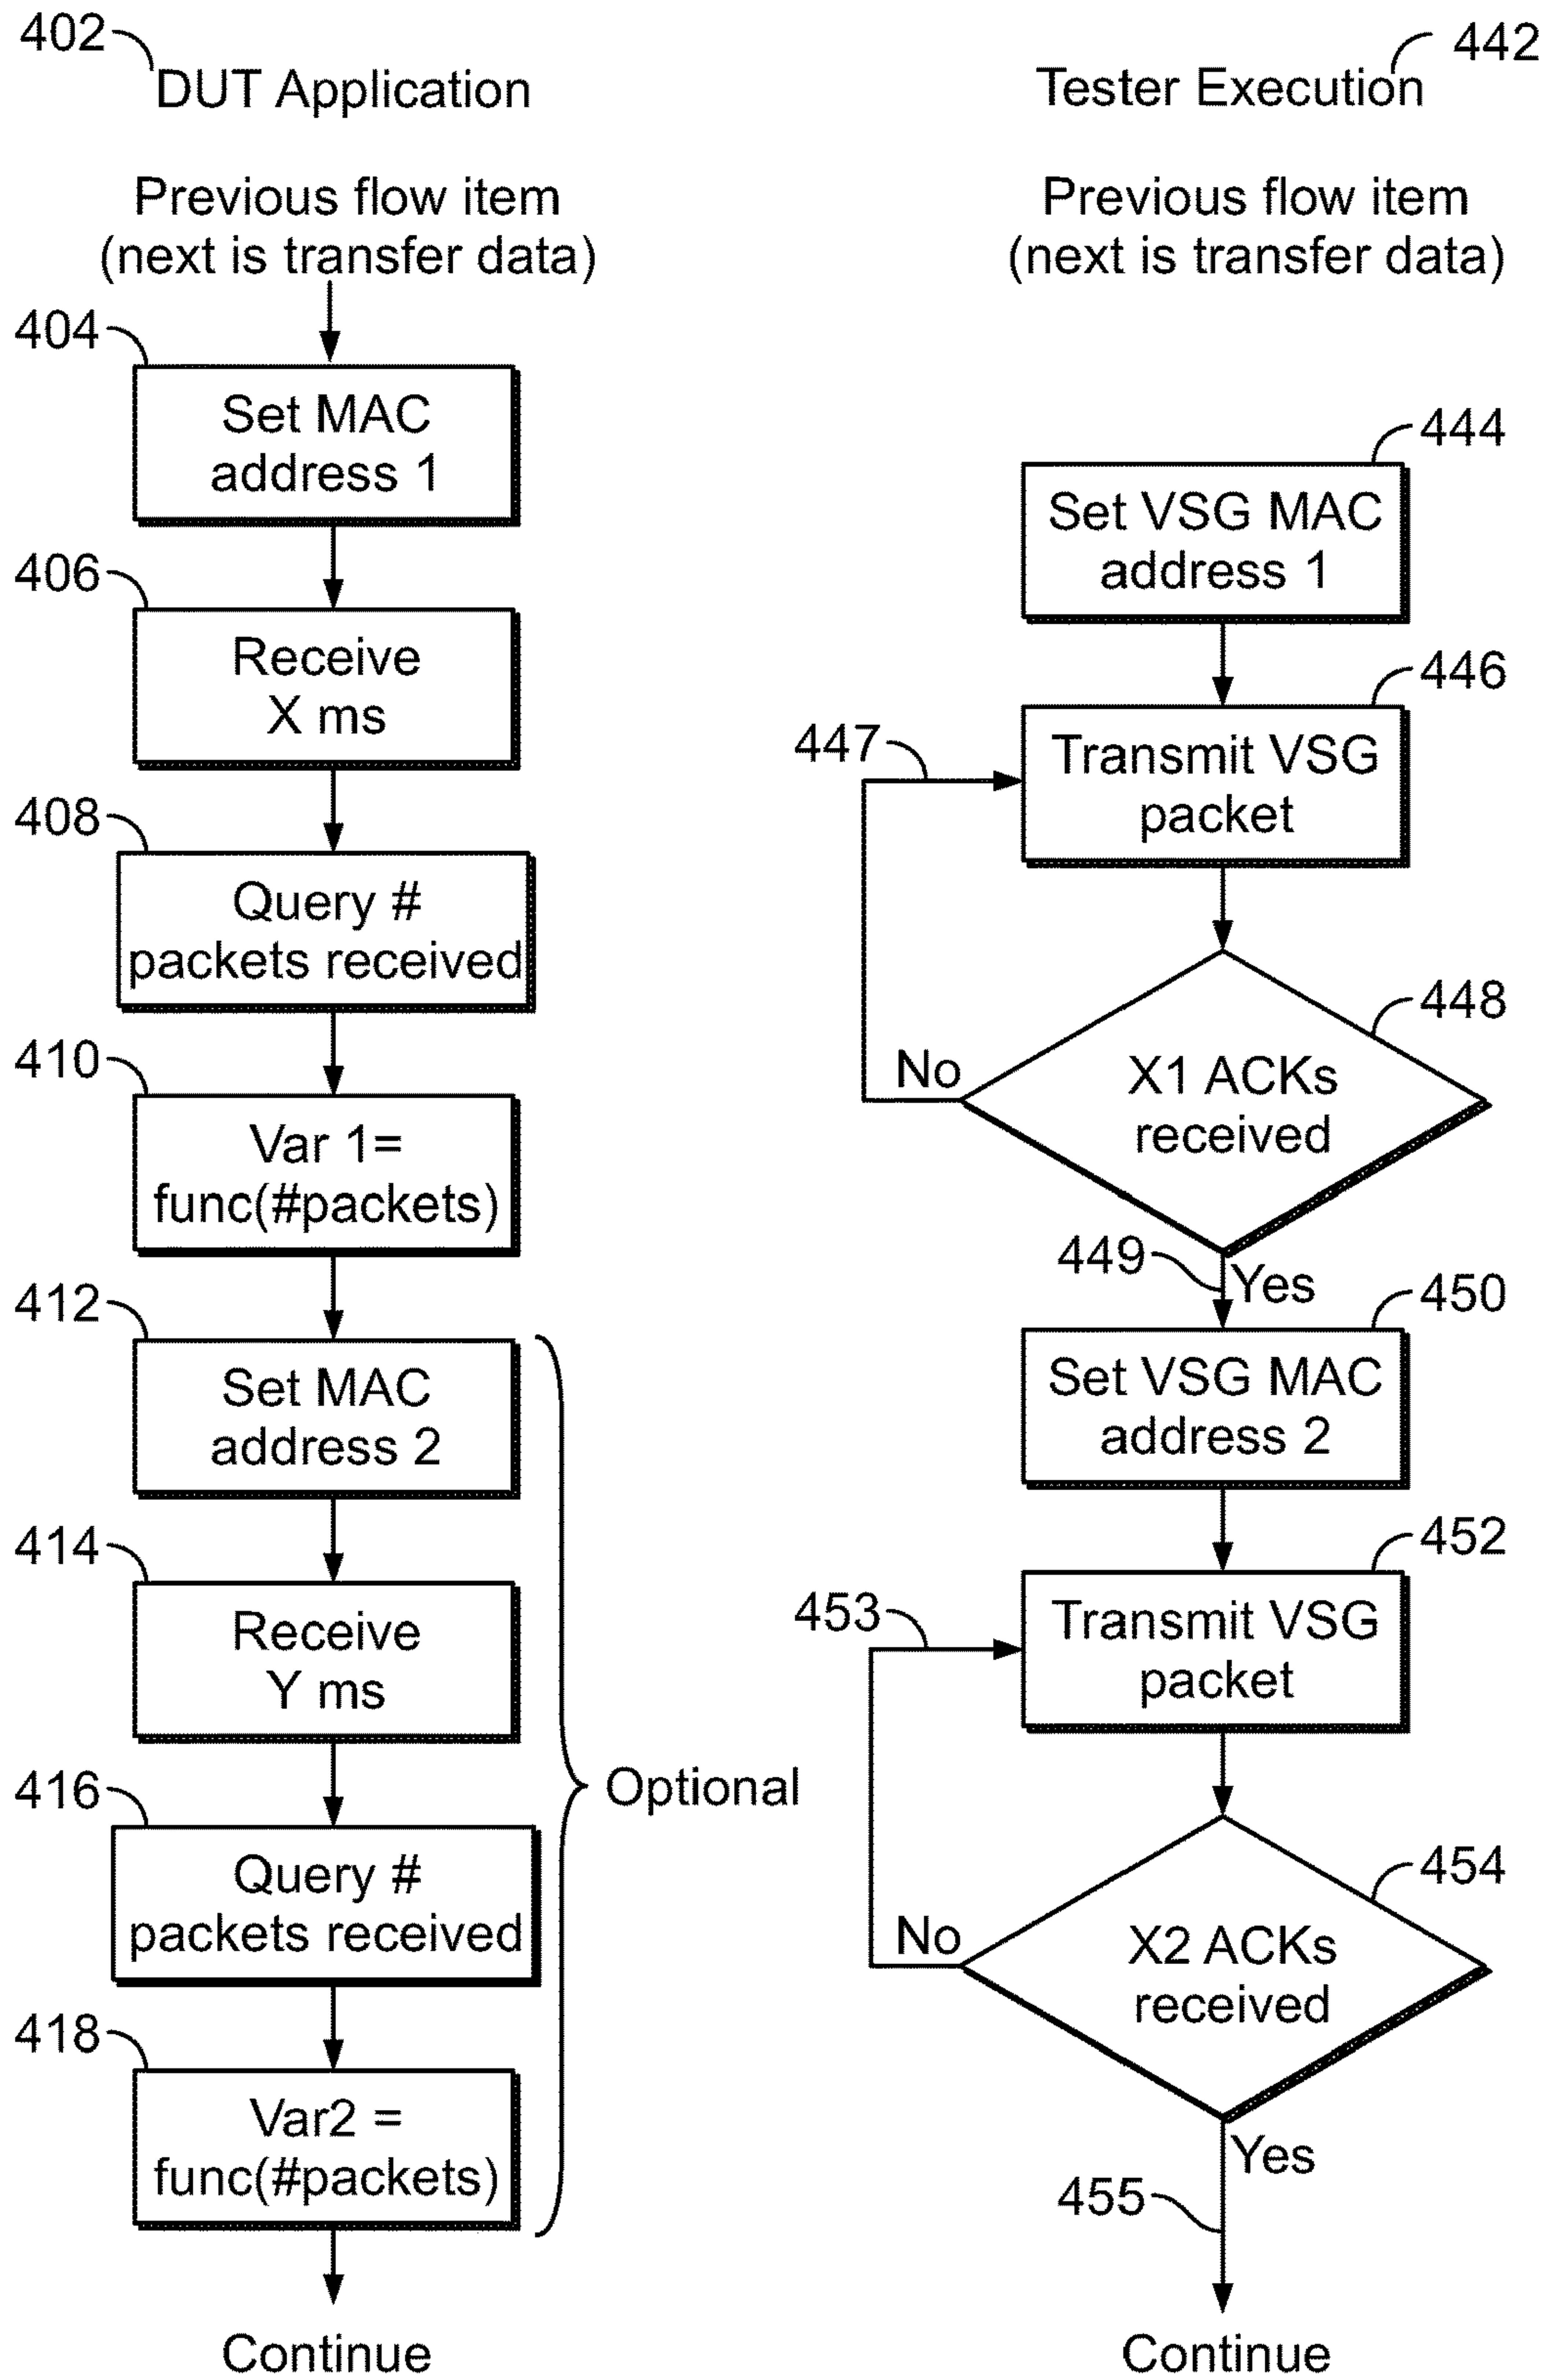 402
DUT Application
Previous flow item
(next is transfer data)
404
Set MAC
address 1
406
Receive
X ms
408
Query #
packets received
410
Var 1=
func(#packets)
412
Set MAC
address 2
414
Receive
Y ms
416
Query #
packets received
418
Var2 =
func(#packets)
Optional
Continue
442
Tester Execution
Previous flow item
(next is transfer data)
444
Set VSG MAC
address 1
446
447
Transmit VSG
packet
448
No
X1 ACKs
received
449
Yes
450
Set VSG MAC
address 2
452
453
Transmit VSG
packet
454
No
X2 ACKs
received
Yes
455
Continue